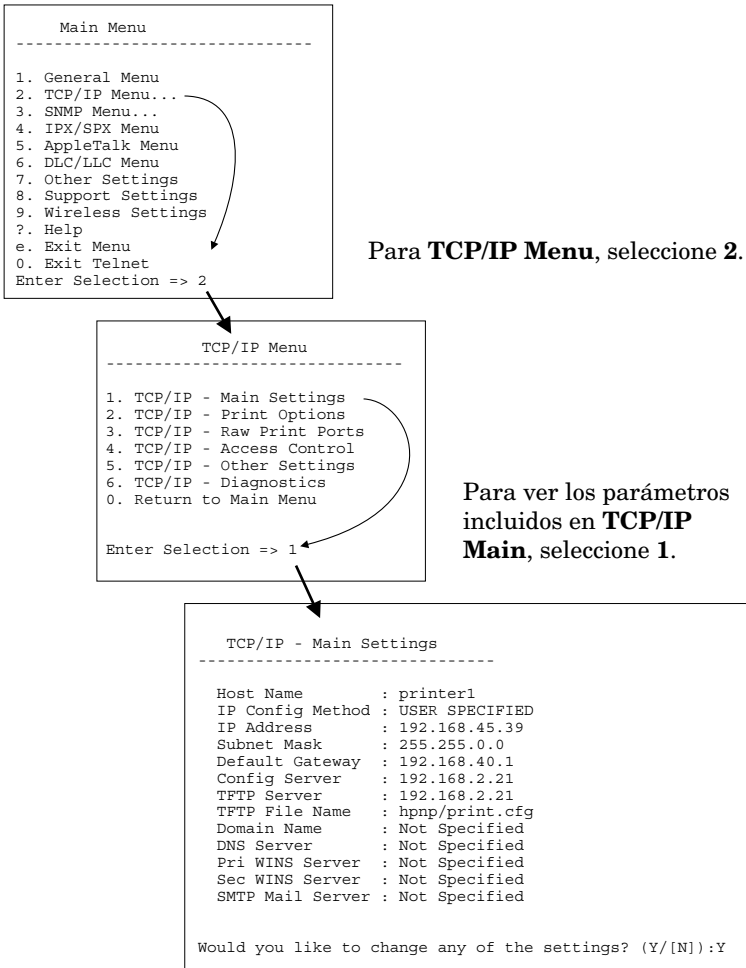 Main Menu
--------------------------------
1. General Menu
2. TCP/IP Menu...
3. SNMP Menu...
4. IPX/SPX Menu
5. AppleTalk Menu
6. DLC/LLC Menu
7. Other Settings
8. Support Settings
9. Wireless Settings
?. Help
e. Exit Menu
0. Exit Telnet
Enter Selection => 2
Para TCP/IP Menu, seleccione 2.
TCP/IP Menu
--------------------------------
1. TCP/IP - Main Settings
2. TCP/IP - Print Options
3. TCP/IP - Raw Print Ports
4. TCP/IP - Access Control
5. TCP/IP - Other Settings
6. TCP/IP - Diagnostics
0. Return to Main Menu
Enter Selection => 1
Para ver los parámetros
incluidos en TCP/IP
Main, seleccione 1.
TCP/IP - Main Settings
--------------------------------
Host Name : printer1
IP Config Method : USER SPECIFIED
IP Address : 192.168.45.39
Subnet Mask : 255.255.0.0
Default Gateway : 192.168.40.1
Config Server : 192.168.2.21
TFTP Server : 192.168.2.21
TFTP File Name : hpnp/print.cfg
Domain Name : Not Specified
DNS Server : Not Specified
Pri WINS Server : Not Specified
Sec WINS Server : Not Specified
SMTP Mail Server : Not Specified
Would you like to change any of the settings? (Y/[N]):Y